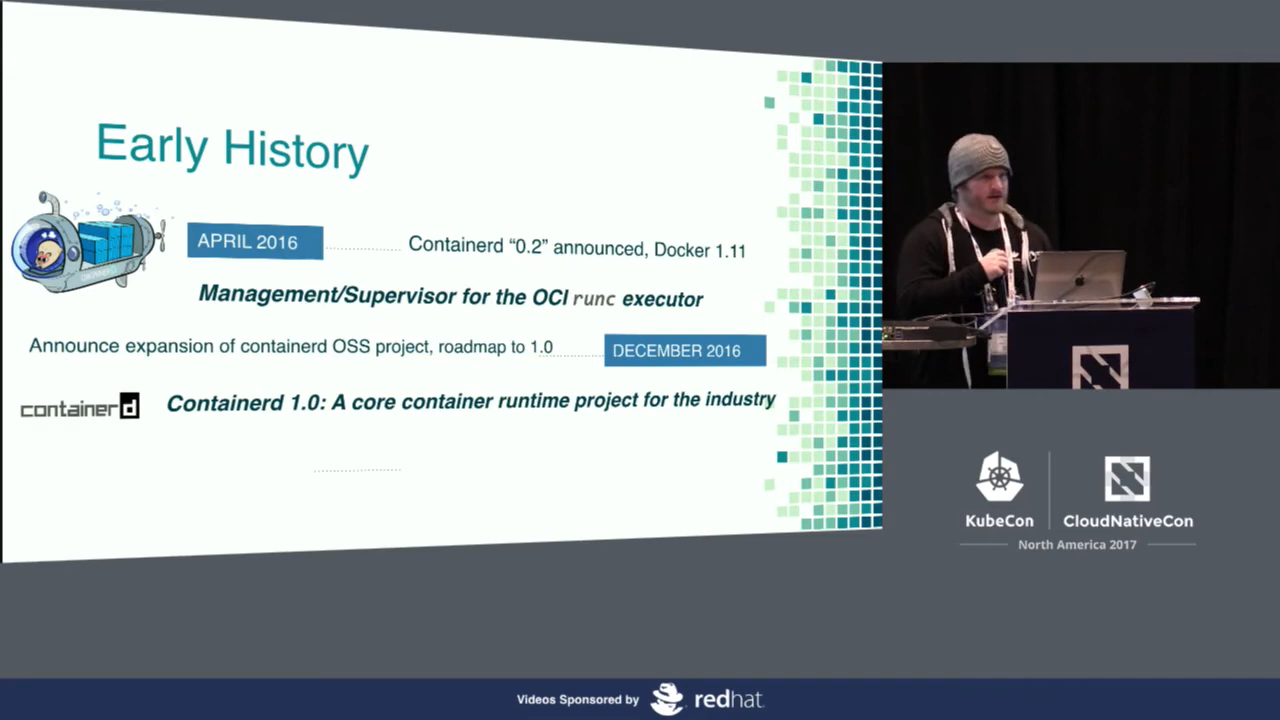 Early History
APRIL 2016
Containerd “0.2” announced, Docker 1.11
Management/Supervisor for the OCI runc executor
Announce expansion of containerd OSS project, roadmap to 1.0
DECEMBER 2016
containerd
Containerd 1.0: A core container runtime project for the industry
KubeCon
CloudNativeCon
North America 2017
Videos Sponsored by
redhat